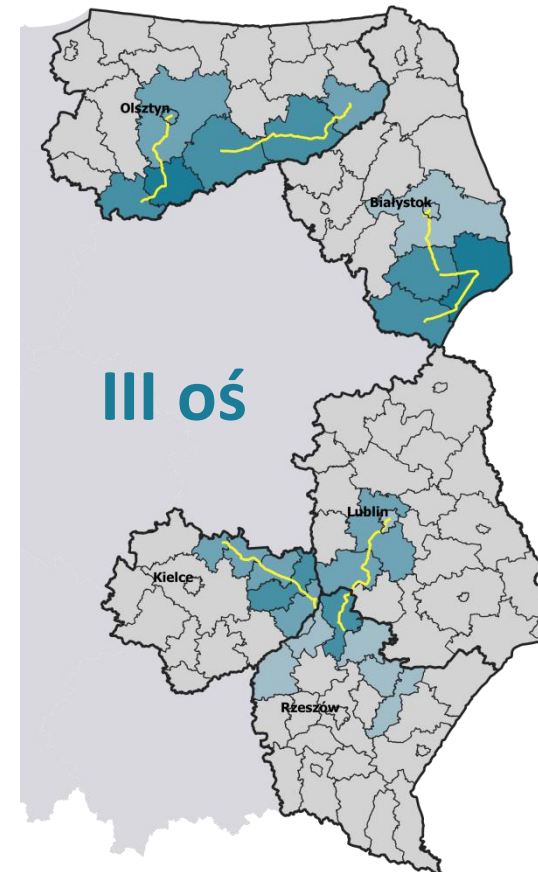 Olsztyn
Białystok
III oś
Lublin
Kielce
Rzeszów